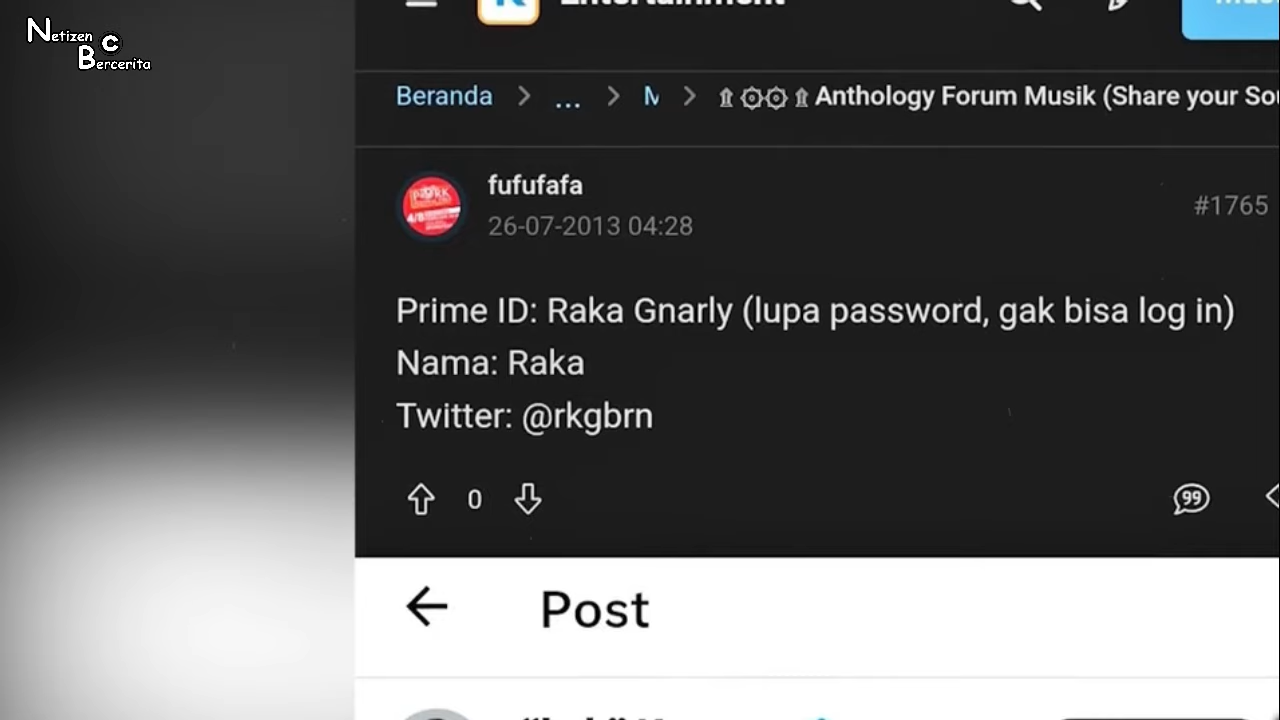 Netizen
Bercerita
Entertainment
Beranda > ... > M > Anthology Forum Musik (Share your So
fufufafa
26-07-2013 04:28
#1765
Prime ID: Raka Gnarly (lupa password, gak bisa log in)
Nama: Raka
Twitter: @rkgbrn
0
Post